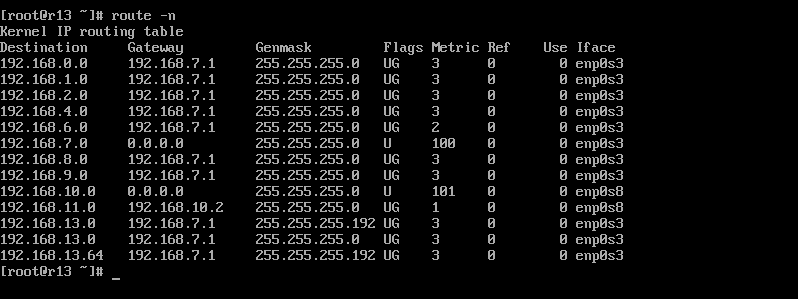 [root@r13 ~]# route -n
Kernel IP routing table
Destination     Gateway         Genmask         Flags Metric Ref    Use Iface
192.168.0.0     192.168.7.1     255.255.255.0   UG    3      0        0 enp0s3
192.168.1.0     192.168.7.1     255.255.255.0   UG    3      0        0 enp0s3
192.168.2.0     192.168.7.1     255.255.255.0   UG    3      0        0 enp0s3
192.168.4.0     192.168.7.1     255.255.255.0   UG    3      0        0 enp0s3
192.168.6.0     192.168.7.1     255.255.255.0   UG    2      0        0 enp0s3
192.168.7.0     0.0.0.0         255.255.255.0   U     100    0        0 enp0s3
192.168.8.0     192.168.7.1     255.255.255.0   UG    3      0        0 enp0s3
192.168.9.0     192.168.7.1     255.255.255.0   UG    3      0        0 enp0s3
192.168.10.0    0.0.0.0         255.255.255.0   U     101    0        0 enp0s8
192.168.11.0    192.168.10.2    255.255.255.0   UG    1      0        0 enp0s8
192.168.13.0    192.168.7.1     255.255.255.192 UG    3      0        0 enp0s3
192.168.13.0    192.168.7.1     255.255.255.0   UG    3      0        0 enp0s3
192.168.13.64   192.168.7.1     255.255.255.192 UG    3      0        0 enp0s3
[root@r13 ~]# _